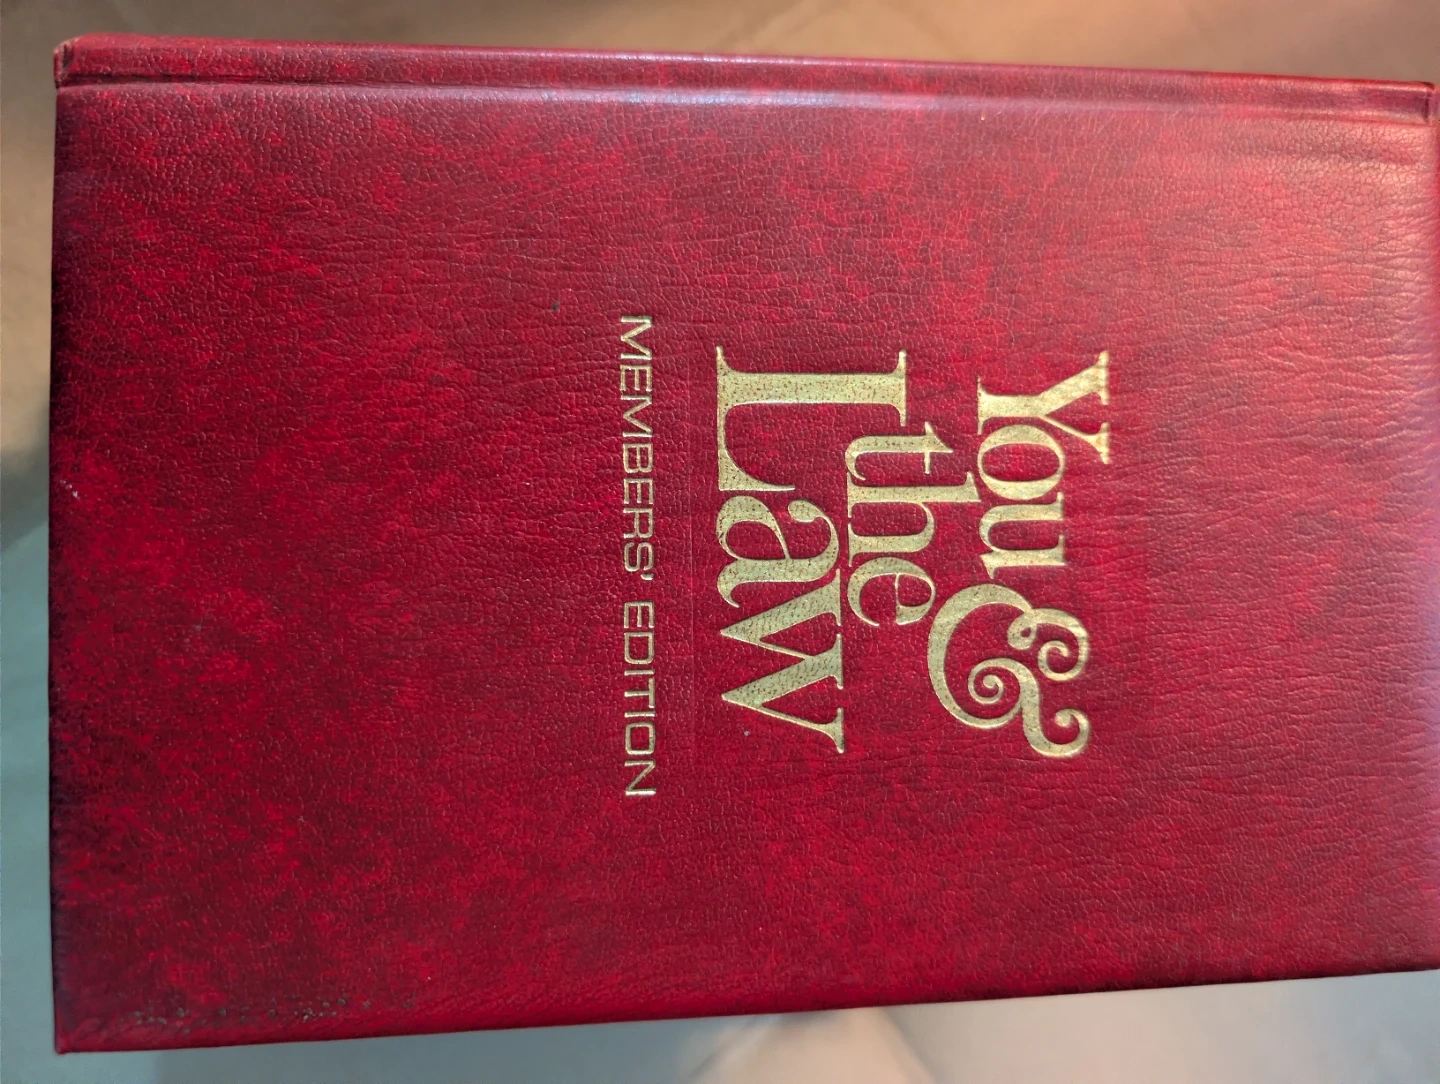 You &
the
Law
MEMBERS' EDITION